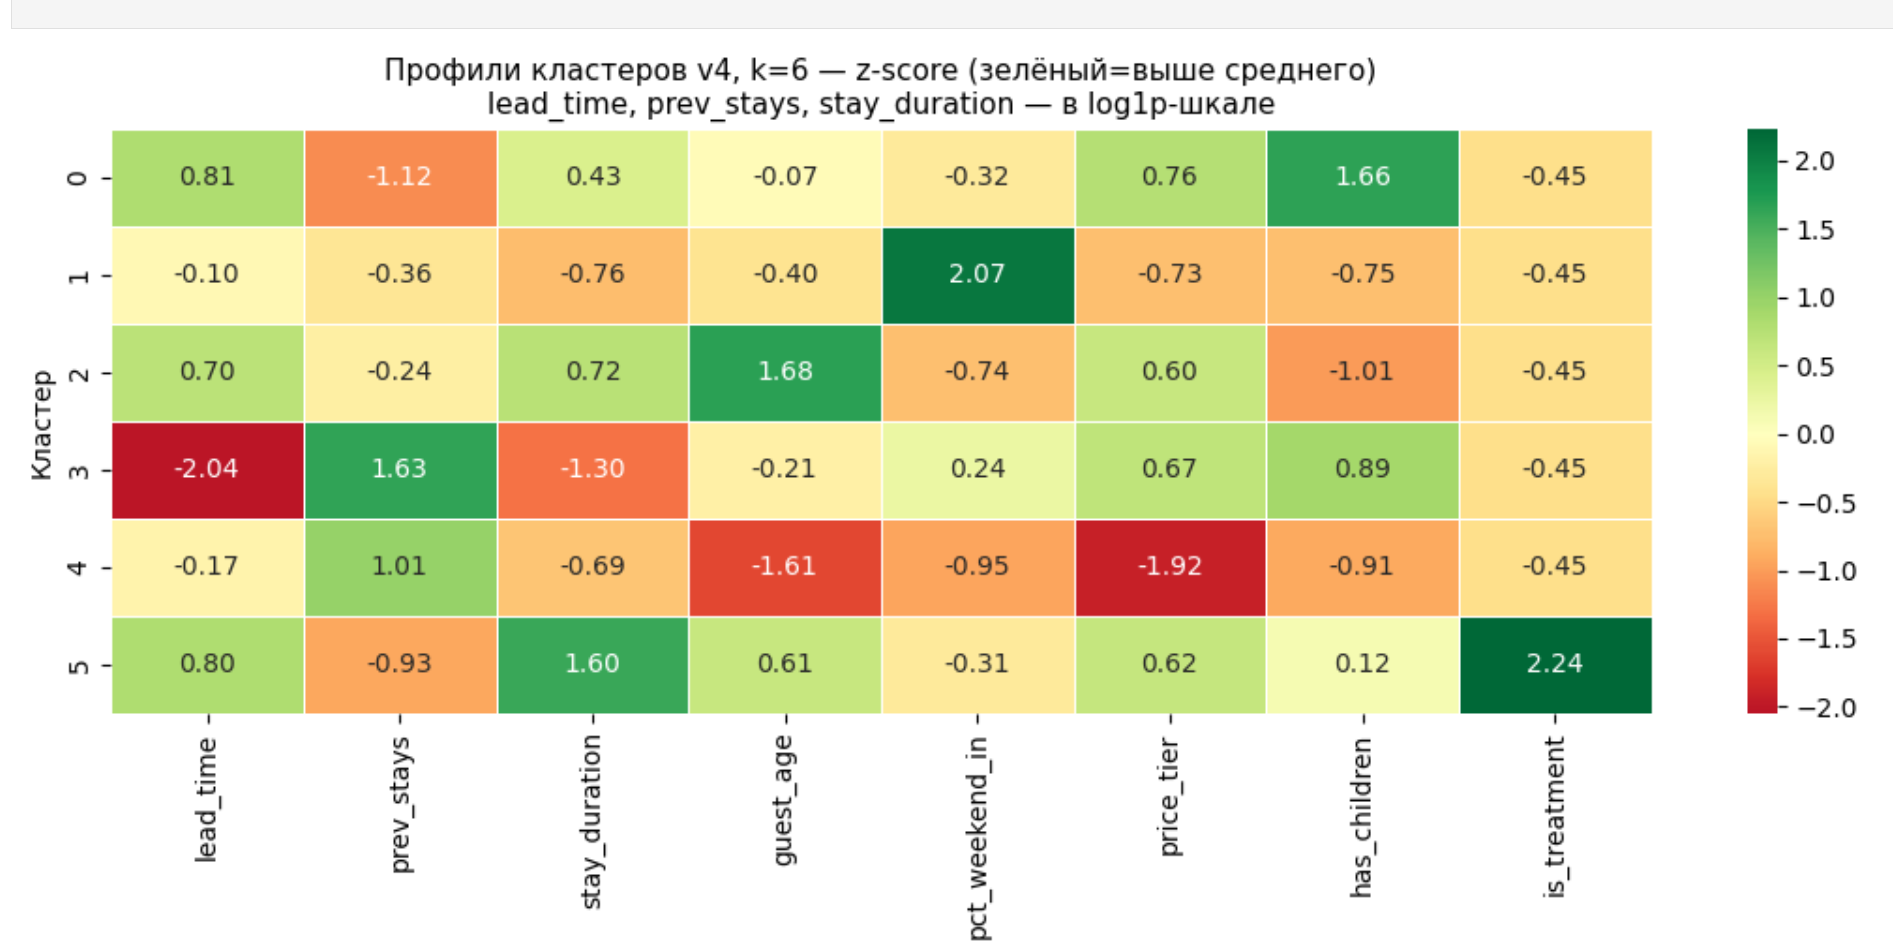 Профили кластеров v4, k=6 — z-score (зелёный=выше среднего)
lead_time, prev_stays, stay_duration — в log1p-шкале
Кластер
0 0.81 -1.12 0.43 -0.07 -0.32 0.76 1.66 -0.45
1 -0.10 -0.36 -0.76 -0.40 2.07 -0.73 -0.75 -0.45
2 0.70 -0.24 0.72 1.68 -0.74 0.60 -1.01 -0.45
3 -2.04 1.63 -1.30 -0.21 0.24 0.67 0.89 -0.45
4 -0.17 1.01 -0.69 -1.61 -0.95 -1.92 -0.91 -0.45
5 0.80 -0.93 1.60 0.61 -0.31 0.62 0.12 2.24
lead_time
prev_stays
stay_duration
guest_age
pct_weekend_in
price_tier
has_children
is_treatment
2.0
1.5
1.0
0.5
0.0
−0.5
−1.0
−1.5
−2.0